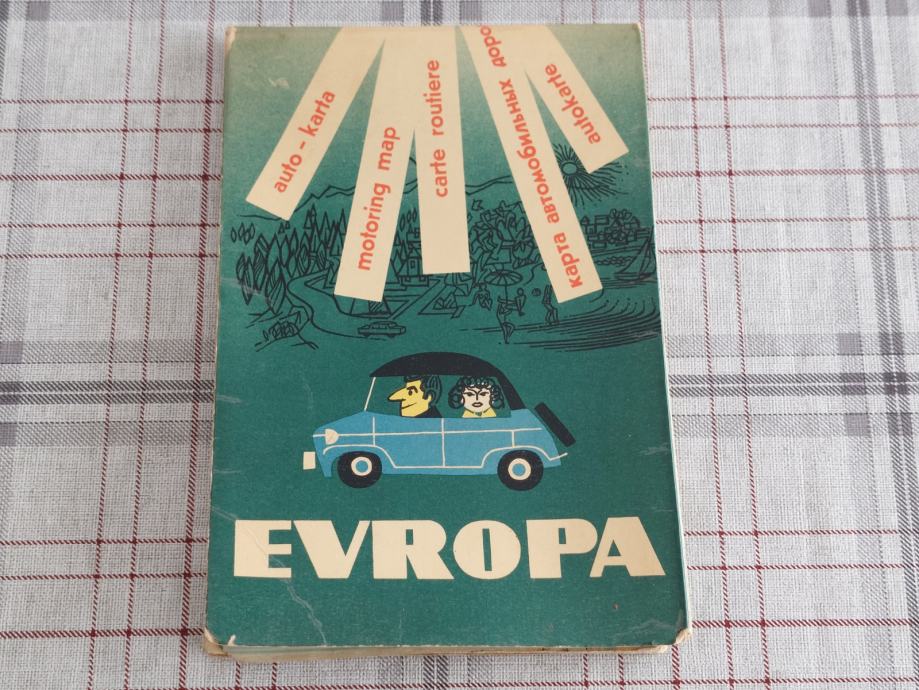 auto-karta
motoring map
carte routiere
карта автомобильных доро
autokarte
EVROPA